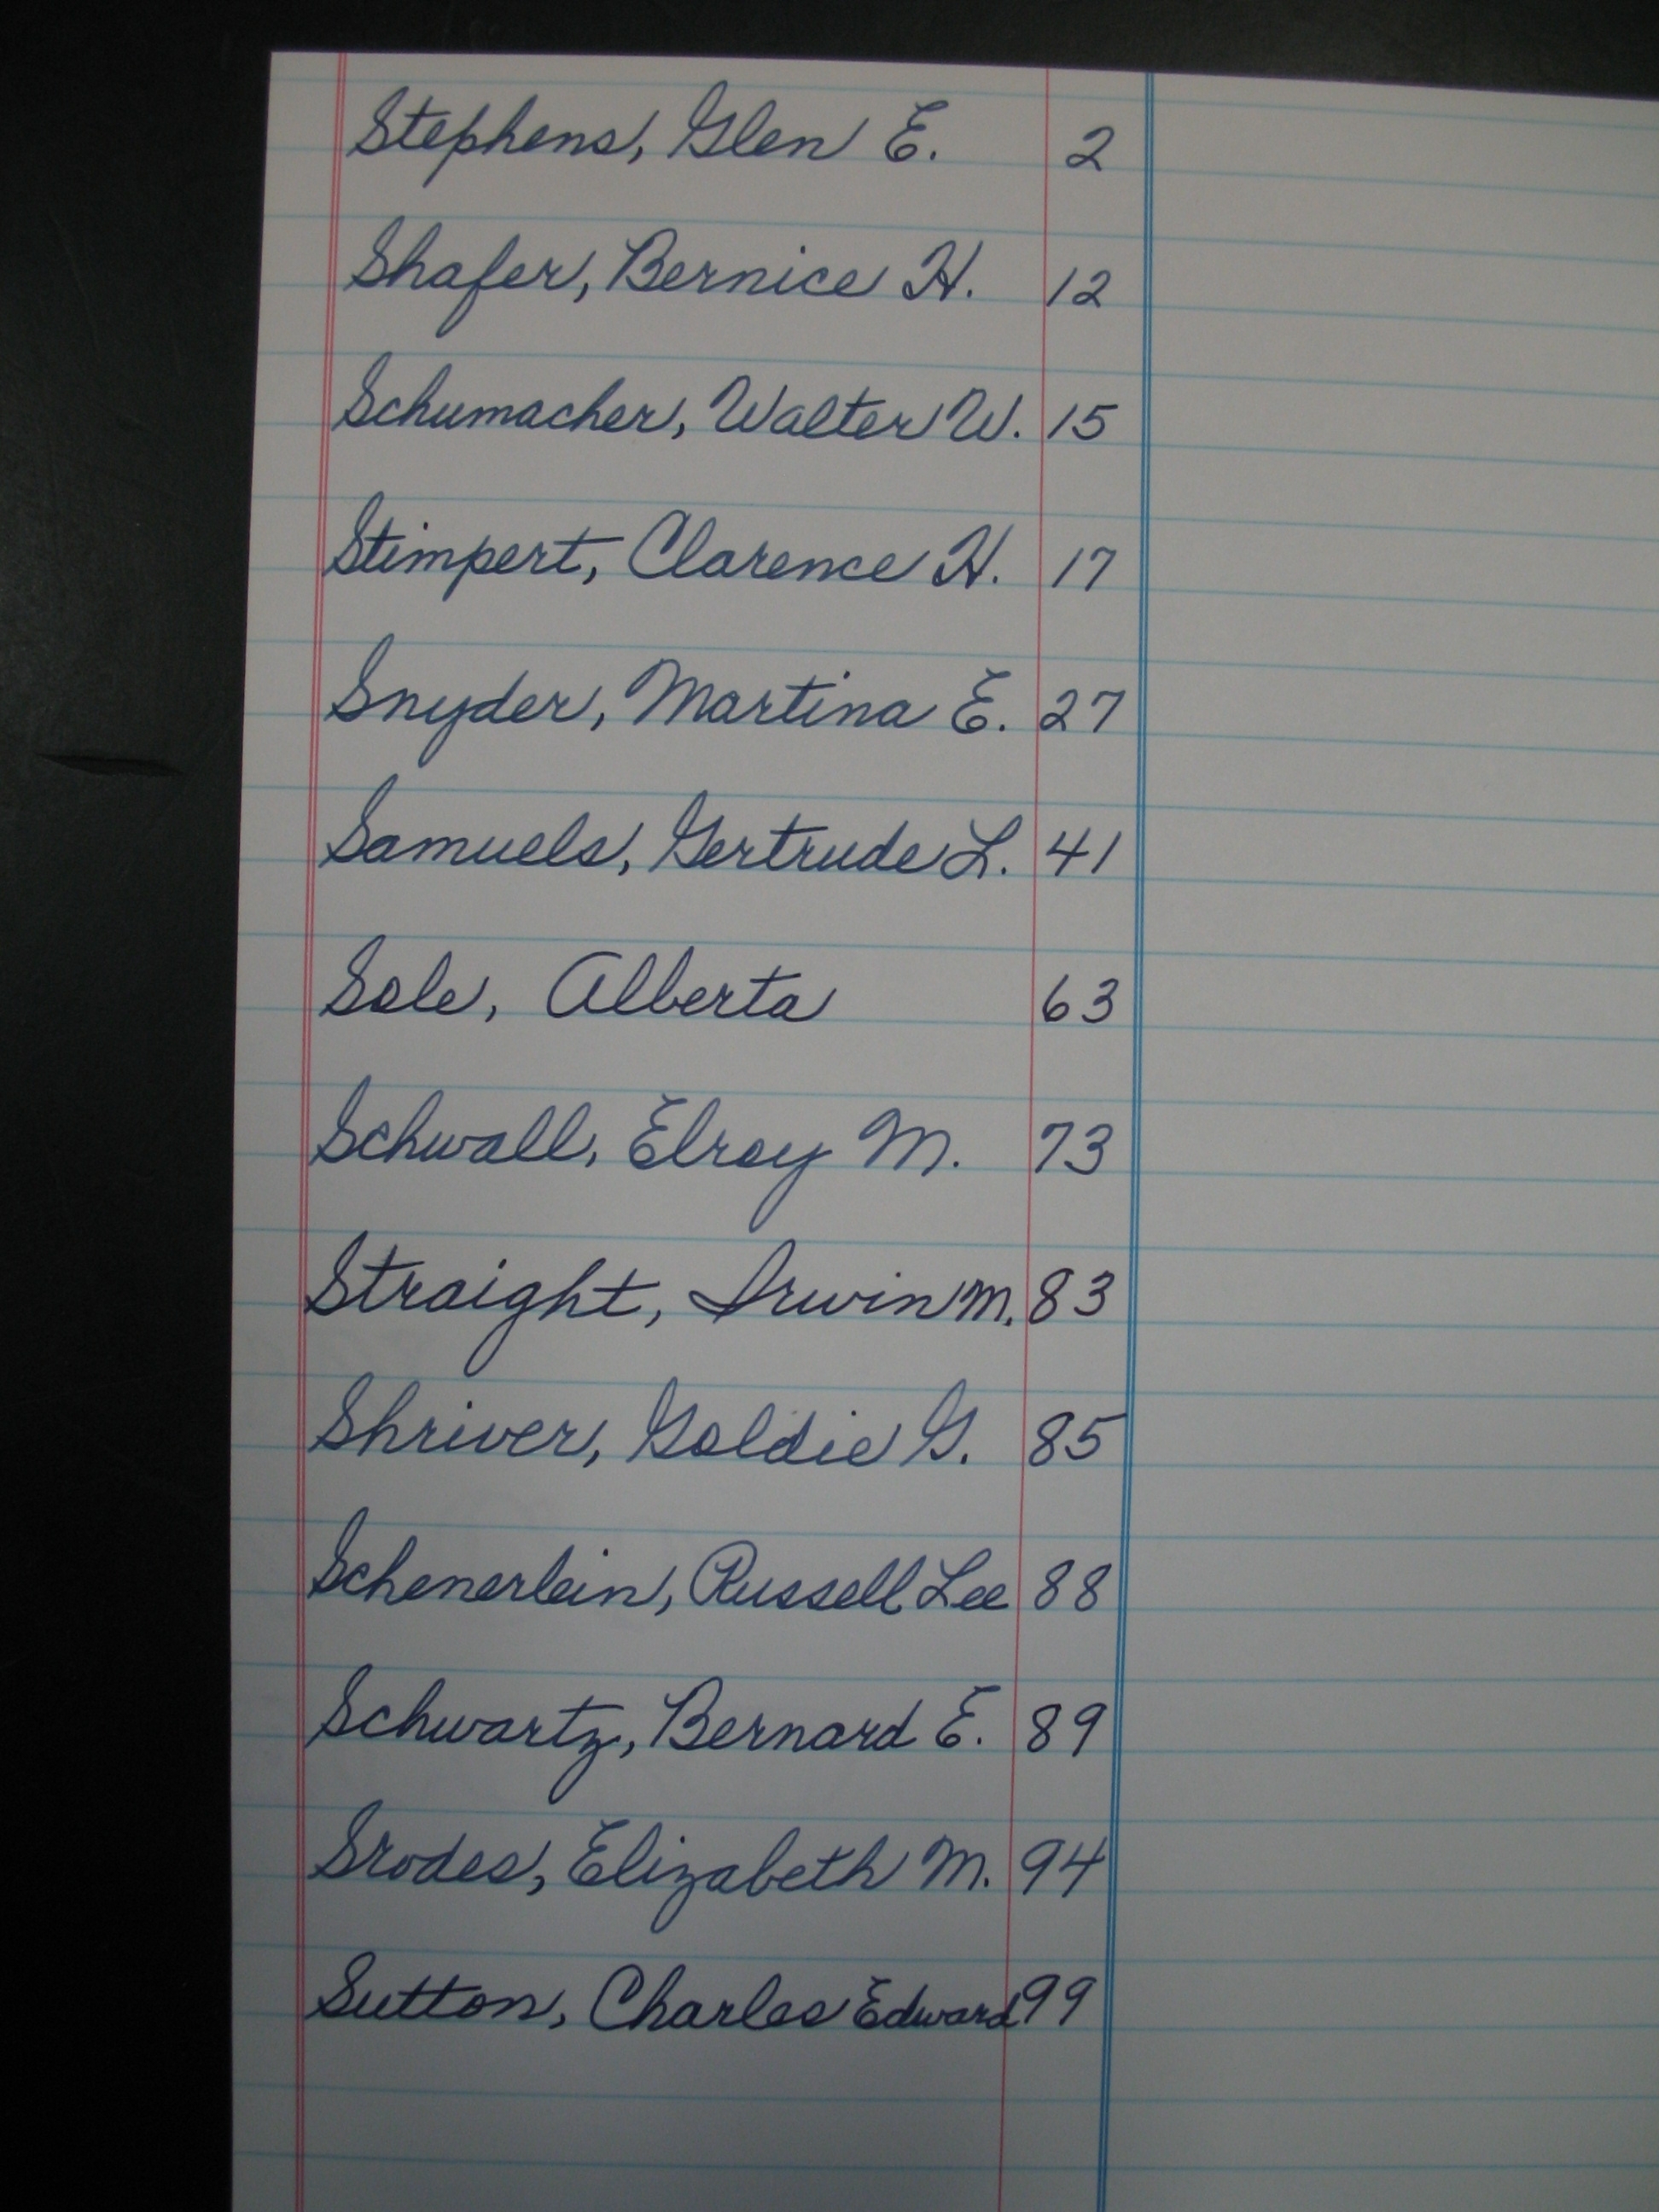 Stephens, Glen E. 2
Shafer, Bernice H. 12
Schumacher, Walter W. 15
Stimpert, Clarence H. 17
Snyder, Martina E. 27
Samuels, Gertrude L. 41
Sole, Alberta 63
Schwall, Elroy M. 73
Straight, Irwin M. 83
Shriver, Goldie G. 85
Schenerlein, Russell Lee 88
Schwartz, Bernard E. 89
Srodes, Elizabeth M. 94
Sutton, Charles Edward 99